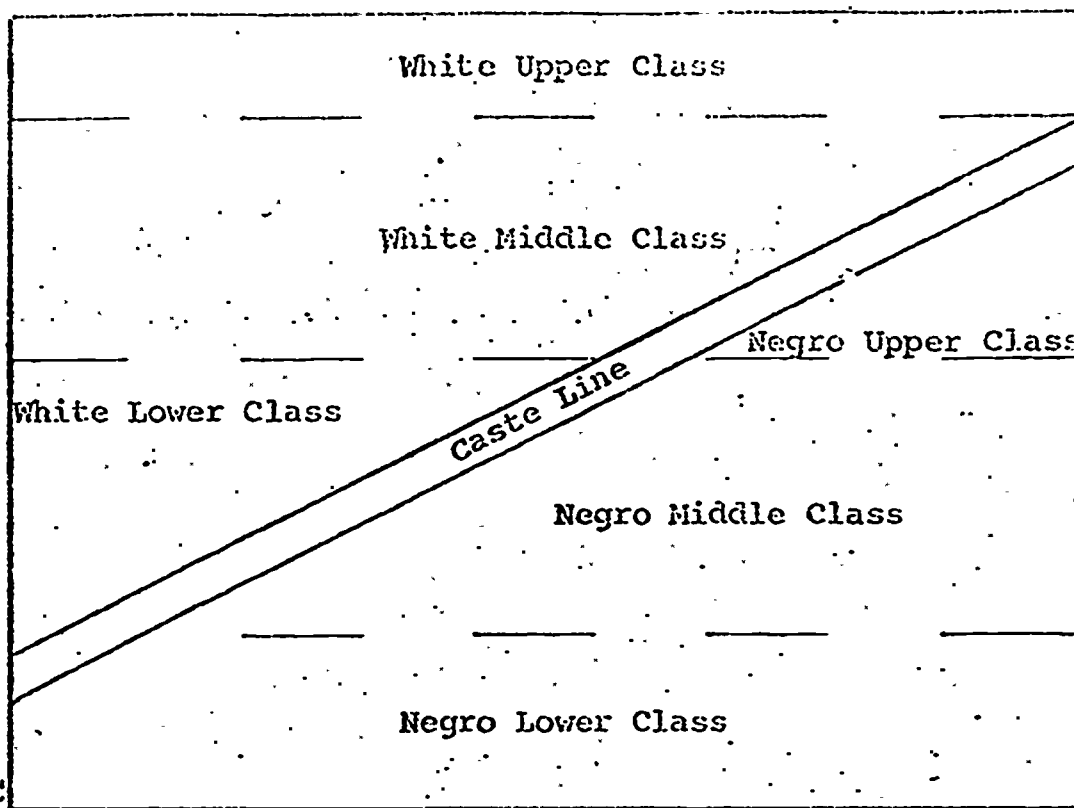 White Upper Class
White Middle Class
Negro Upper Class
White Lower Class
Caste Line
Negro Middle Class
Negro Lower Class